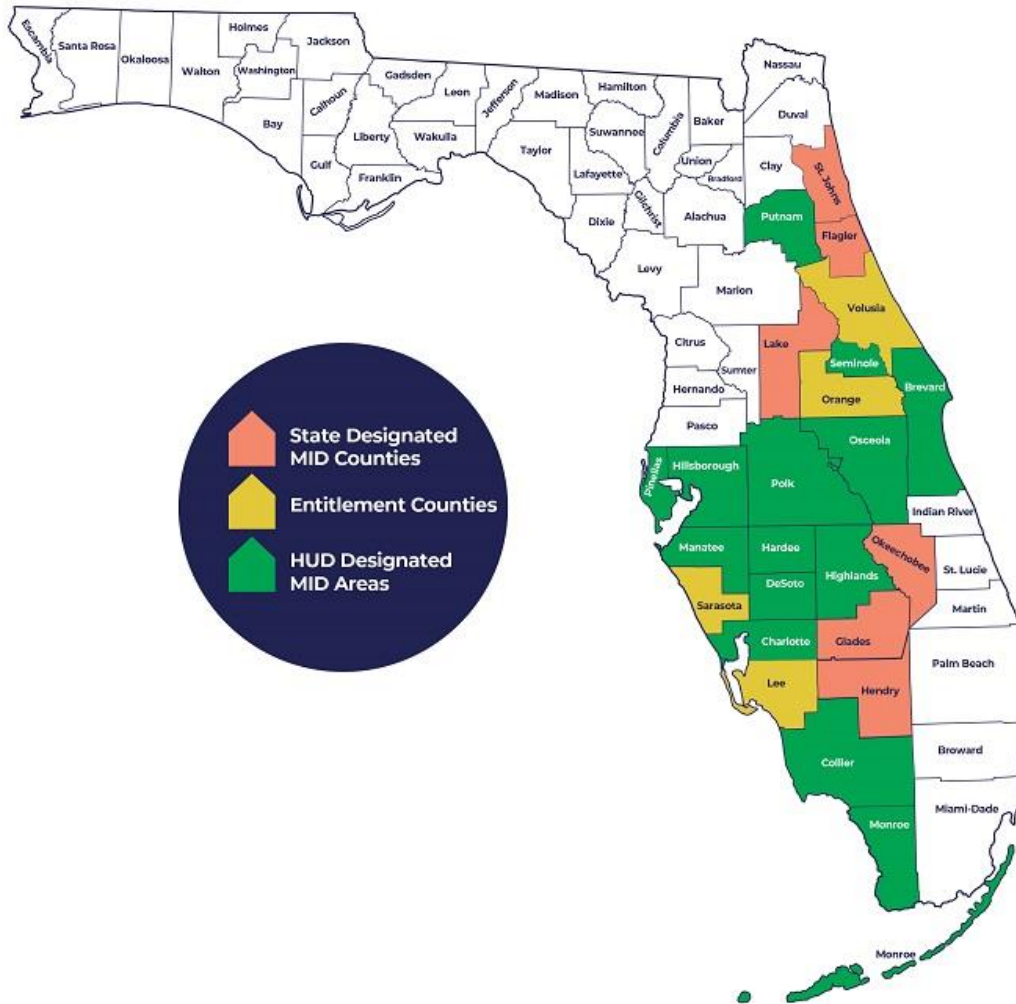 Escambia
Santa Rosa
Okaloosa
Walton
Holmes
Washington
Jackson
Bay
Calhoun
Gulf
Liberty
Franklin
Gadsden
Leon
Wakulla
Jefferson
Madison
Taylor
Hamilton
Suwannee
Lafayette
Dixie
Columbia
Gilchrist
Baker
Union
Bradford
Alachua
Levy
Nassau
Duval
Clay
St. Johns
Putnam
Flagler
Marion
Volusia
Citrus
Sumter
Lake
Seminole
Hernando
Orange
Brevard
Pasco
Osceola
Pinellas
Hillsborough
Polk
Indian River
Manatee
Hardee
Highlands
Okeechobee
St. Lucie
DeSoto
Sarasota
Martin
Charlotte
Glades
Palm Beach
Lee
Hendry
Broward
Collier
Miami-Dade
Monroe
Monroe
State Designated
MID Counties
Entitlement Counties
HUD Designated
MID Areas